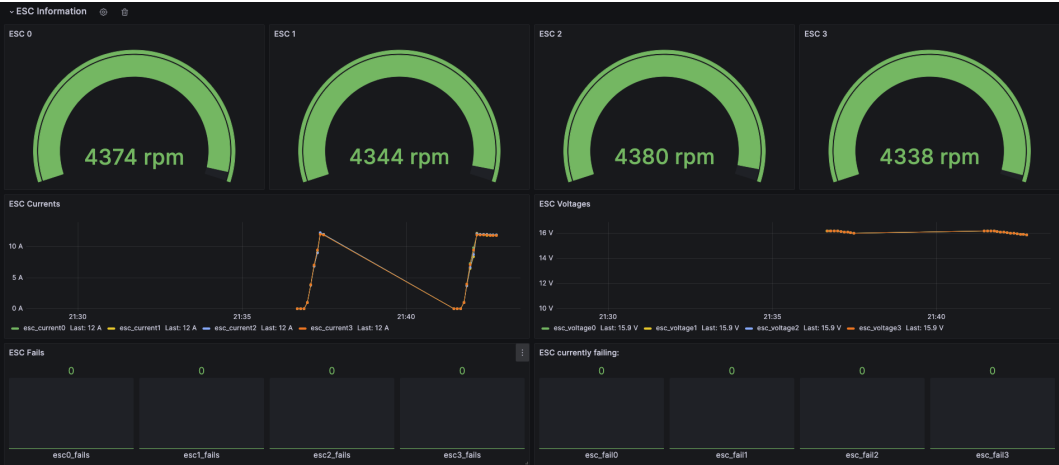 ESC Information
ESC 0
ESC 1
ESC 2
ESC 3
4374 rpm
4344 rpm
4380 rpm
4338 rpm
ESC Currents
10 A
5 A
0 A
21:30
21:35
21:40
esc_current0 Last: 12 A esc_current1 Last: 12 A esc_current2 Last: 12 A esc_current3 Last: 12 A
ESC Voltages
16 V
14 V
12 V
10 V
21:30
21:35
21:40
esc_voltage0 Last: 15.9 V esc_voltage1 Last: 15.9 V esc_voltage2 Last: 15.9 V esc_voltage3 Last: 15.9 V
ESC Fails
0
0
0
0
esc0_fails
esc1_fails
esc2_fails
esc3_fails
ESC currently failing:
0
0
0
0
esc_fail0
esc_fail1
esc_fail2
esc_fail3